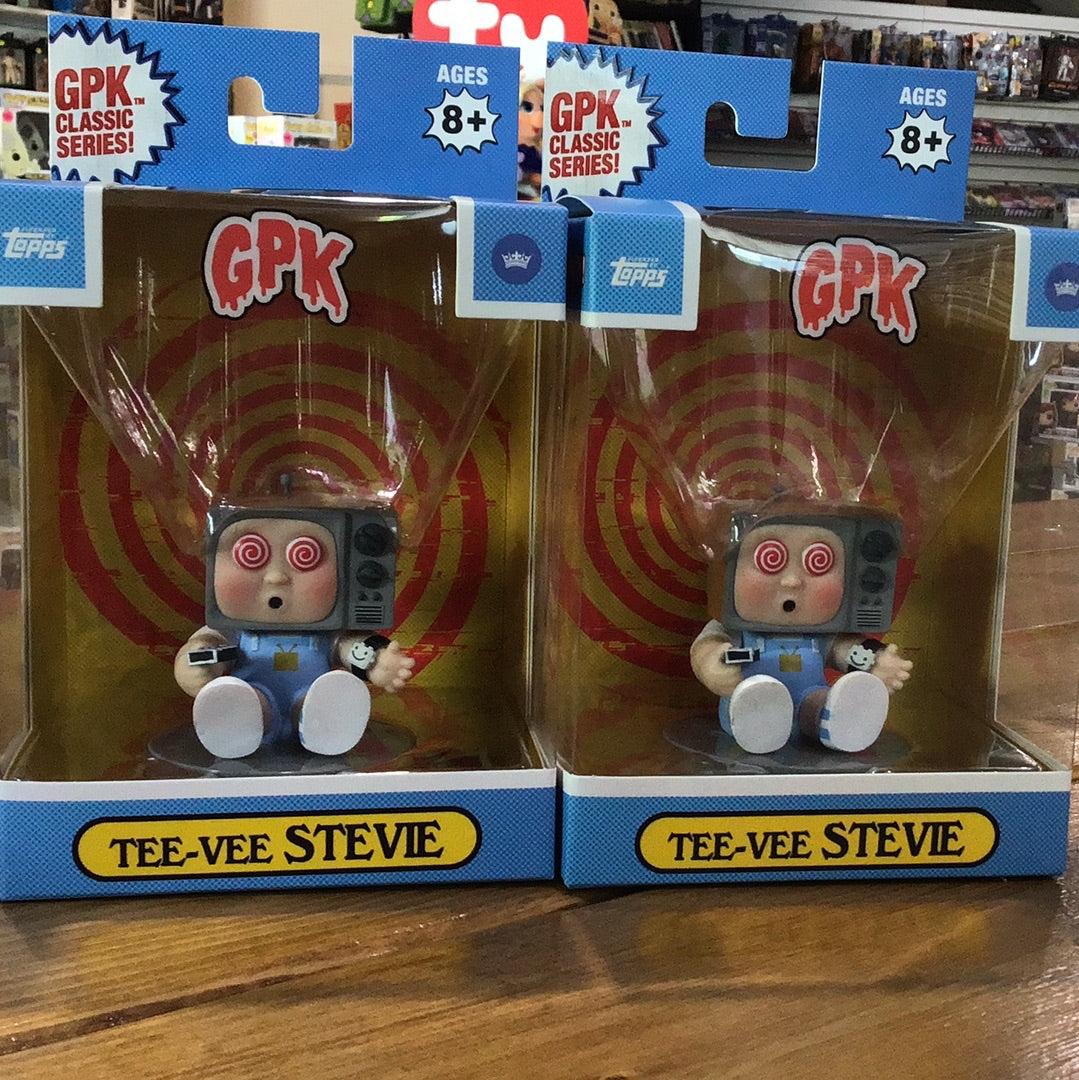 ty
GPK™
CLASSIC
SERIES!
AGES
8+
topps
GPK
TEE-VEE STEVIE
GPK™
CLASSIC
SERIES!
AGES
8+
topps
GPK
TEE-VEE STEVIE